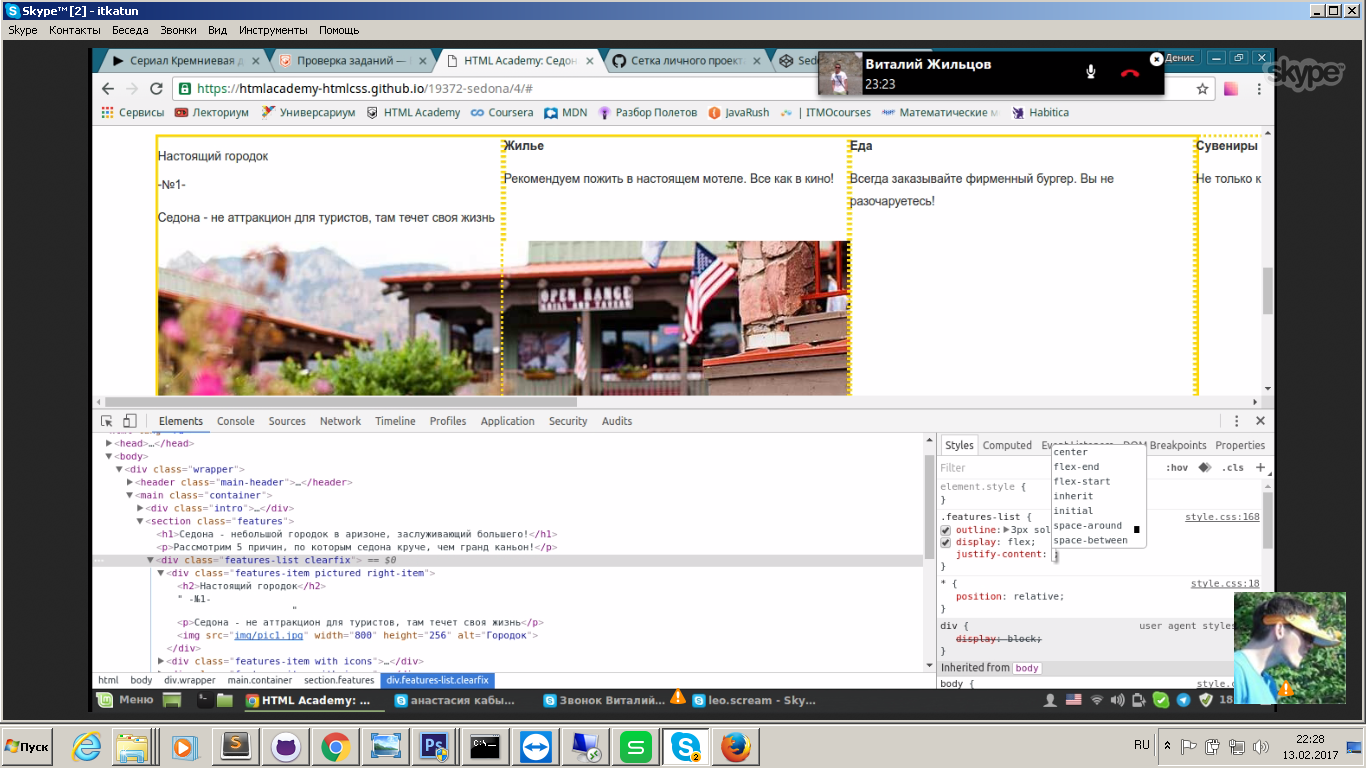 Skype™ [2] - itkatun
Skype Контакты Беседа Звонки Вид Инструменты Помощь
Сериал Кремниевая д
Проверка заданий —
HTML Academy: Седон
Сетка личного проект
Sed
Денис
Виталий Жильцов
23:23
skype
https://htmlacademy-htmlcss.github.io/19372-sedona/4/#
Сервисы Лекториум Универсариум HTML Academy Coursera MDN Разбор Полетов JavaRush | ITMOcourses Математические м Habitica
Настоящий городок
-№1-
Седона - не аттракцион для туристов, там течет своя жизнь
Жилье
Рекомендуем пожить в настоящем мотеле. Все как в кино!
Еда
Всегда заказывайте фирменный бургер. Вы не
разочаруетесь!
Сувениры
Не только к
OPEN RANGE
GRILL AND TAVERN
Elements Console Sources Network Timeline Profiles Application Security Audits
<head>…</head>
<body>
<div class="wrapper">
<header class="main-header">…</header>
<main class="container">
<div class="intro">…</div>
<section class="features">
<h1>Седона - небольшой городок в аризоне, заслуживающий большего!</h1>
<p>Рассмотрим 5 причин, по которым седона круче, чем гранд каньон!</p>
<div class="features-list clearfix"> == $0
<div class="features-item pictured right-item">
<h2>Настоящий городок</h2>
" -№1-
"
<p>Седона - не аттракцион для туристов, там течет своя жизнь</p>
<img src="img/pic1.jpg" width="800" height="256" alt="Городок">
</div>
<div class="features-item with icons">…</div>
html body div.wrapper main.container section.features div.features-list.clearfix
Styles Computed Event Listeners DOM Breakpoints Properties
Filter
:hov .cls +
element.style {
}
.features-list { style.css:168
outline: 3px sol
display: flex;
justify-content: ;
}
center
flex-end
flex-start
inherit
initial
space-around
space-between
* { style.css:18
position: relative;
}
div { user agent styles
display: block;
}
Inherited from body
body { style.c
Меню
HTML Academy: ...
анастасия кабы...
Звонок Виталий...
leo.scream - Sky...
18
Пуск
RU
22:28
13.02.2017